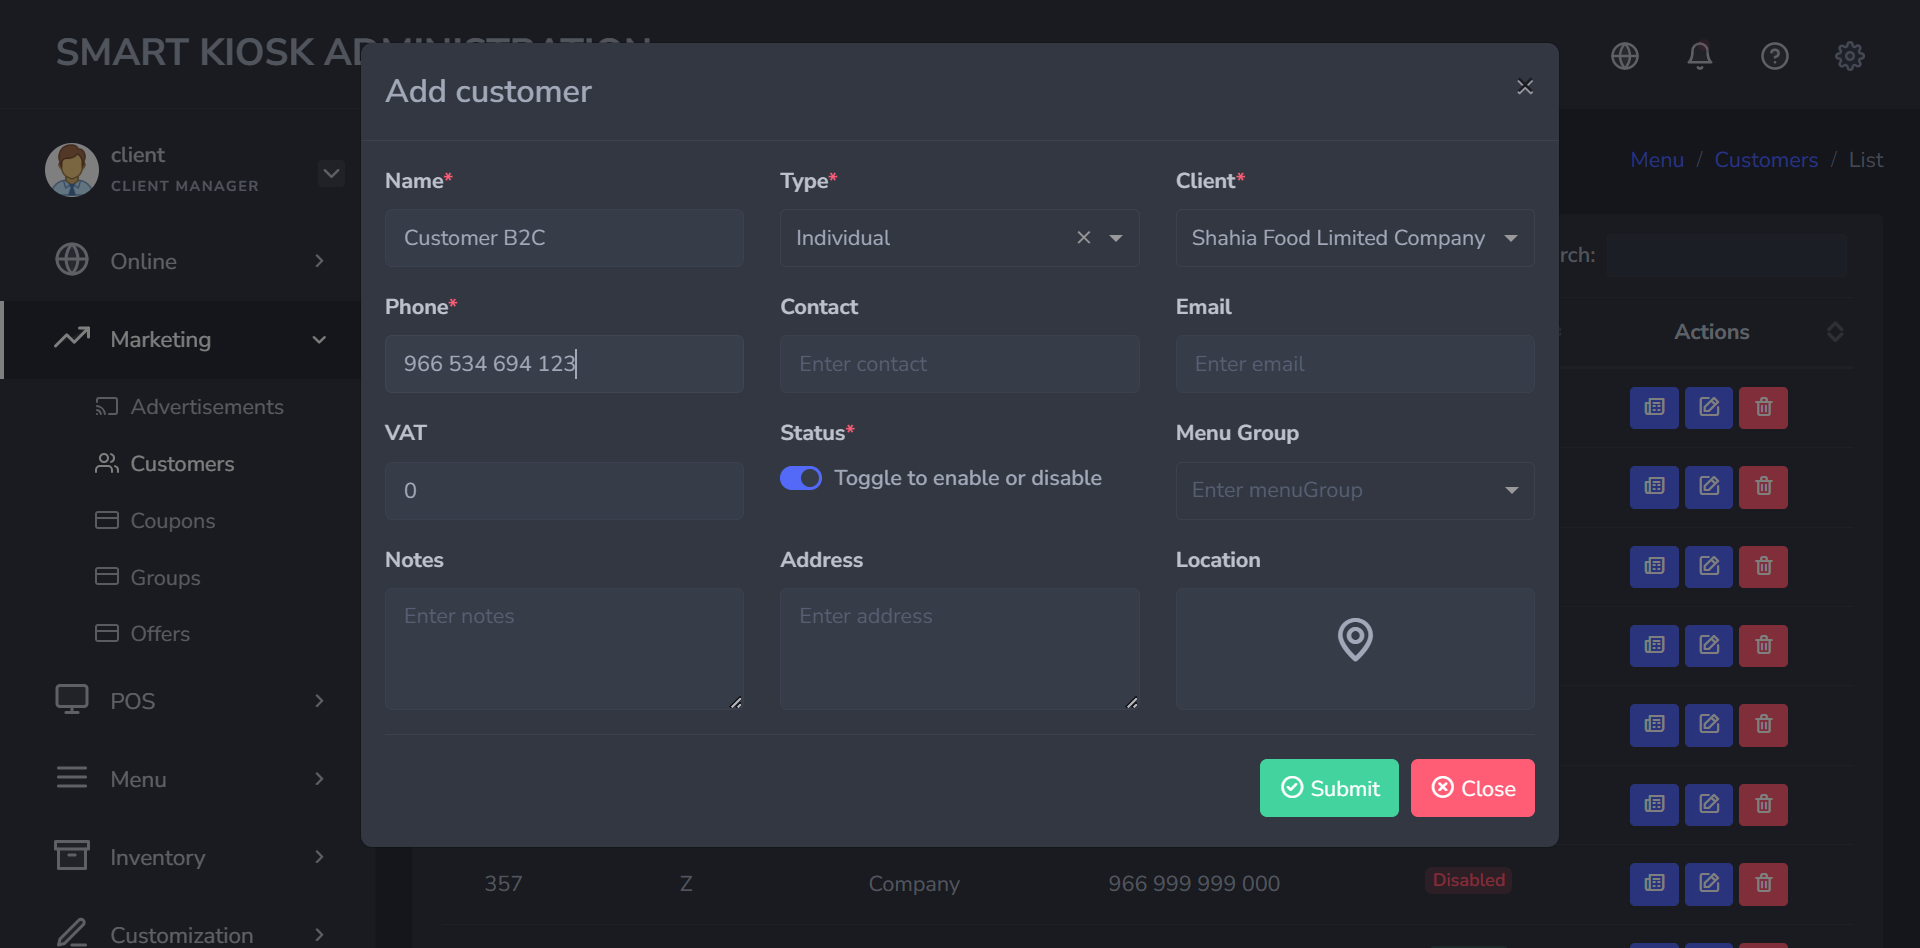 SMART KIOSK ADMINISTRATION
client
CLIENT MANAGER
Online
Marketing
Advertisements
Customers
Coupons
Groups
Offers
POS
Menu
Inventory
Customization
Menu / Customers / List
rch:
Actions
Add customer
Name* Type* Client*
Customer B2C Individual Shahia Food Limited Company
Phone* Contact Email
966 534 694 123 Enter contact Enter email
VAT Status* Menu Group
0 Toggle to enable or disable Enter menuGroup
Notes Address Location
Enter notes Enter address
Submit Close
357 Z Company 966 999 999 000 Disabled